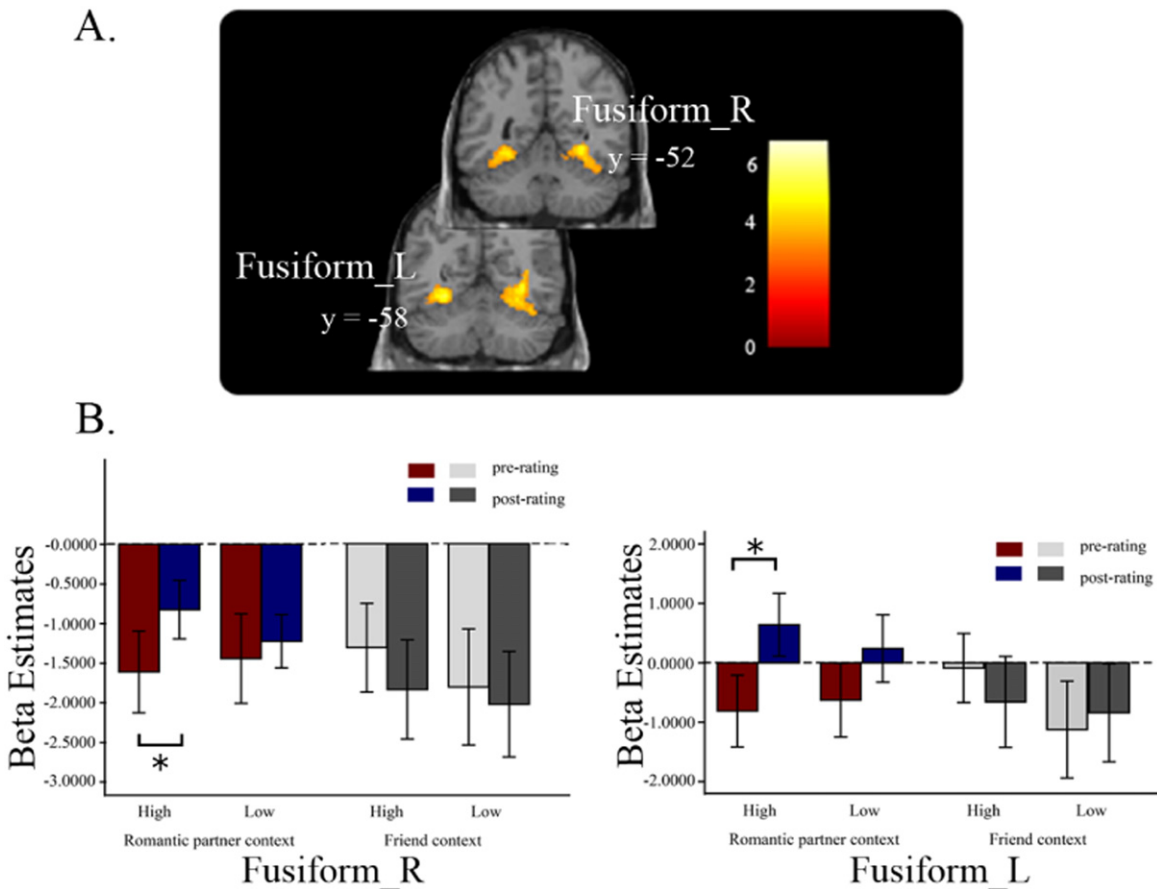 A.
Fusiform_R
y = -52
6
4
2
0
Fusiform_L
y = -58
B.
pre-rating
post-rating
-0.0000
-0.5000
-1.0000
-1.5000
-2.0000
-2.5000
-3.0000
Beta Estimates
*
High Low High Low
Romantic partner context Friend context
Fusiform_R
2.0000
1.0000
0.0000
-1.0000
-2.0000
Beta Estimates
*
pre-rating
post-rating
High Low High Low
Romantic partner context Friend context
Fusiform_L